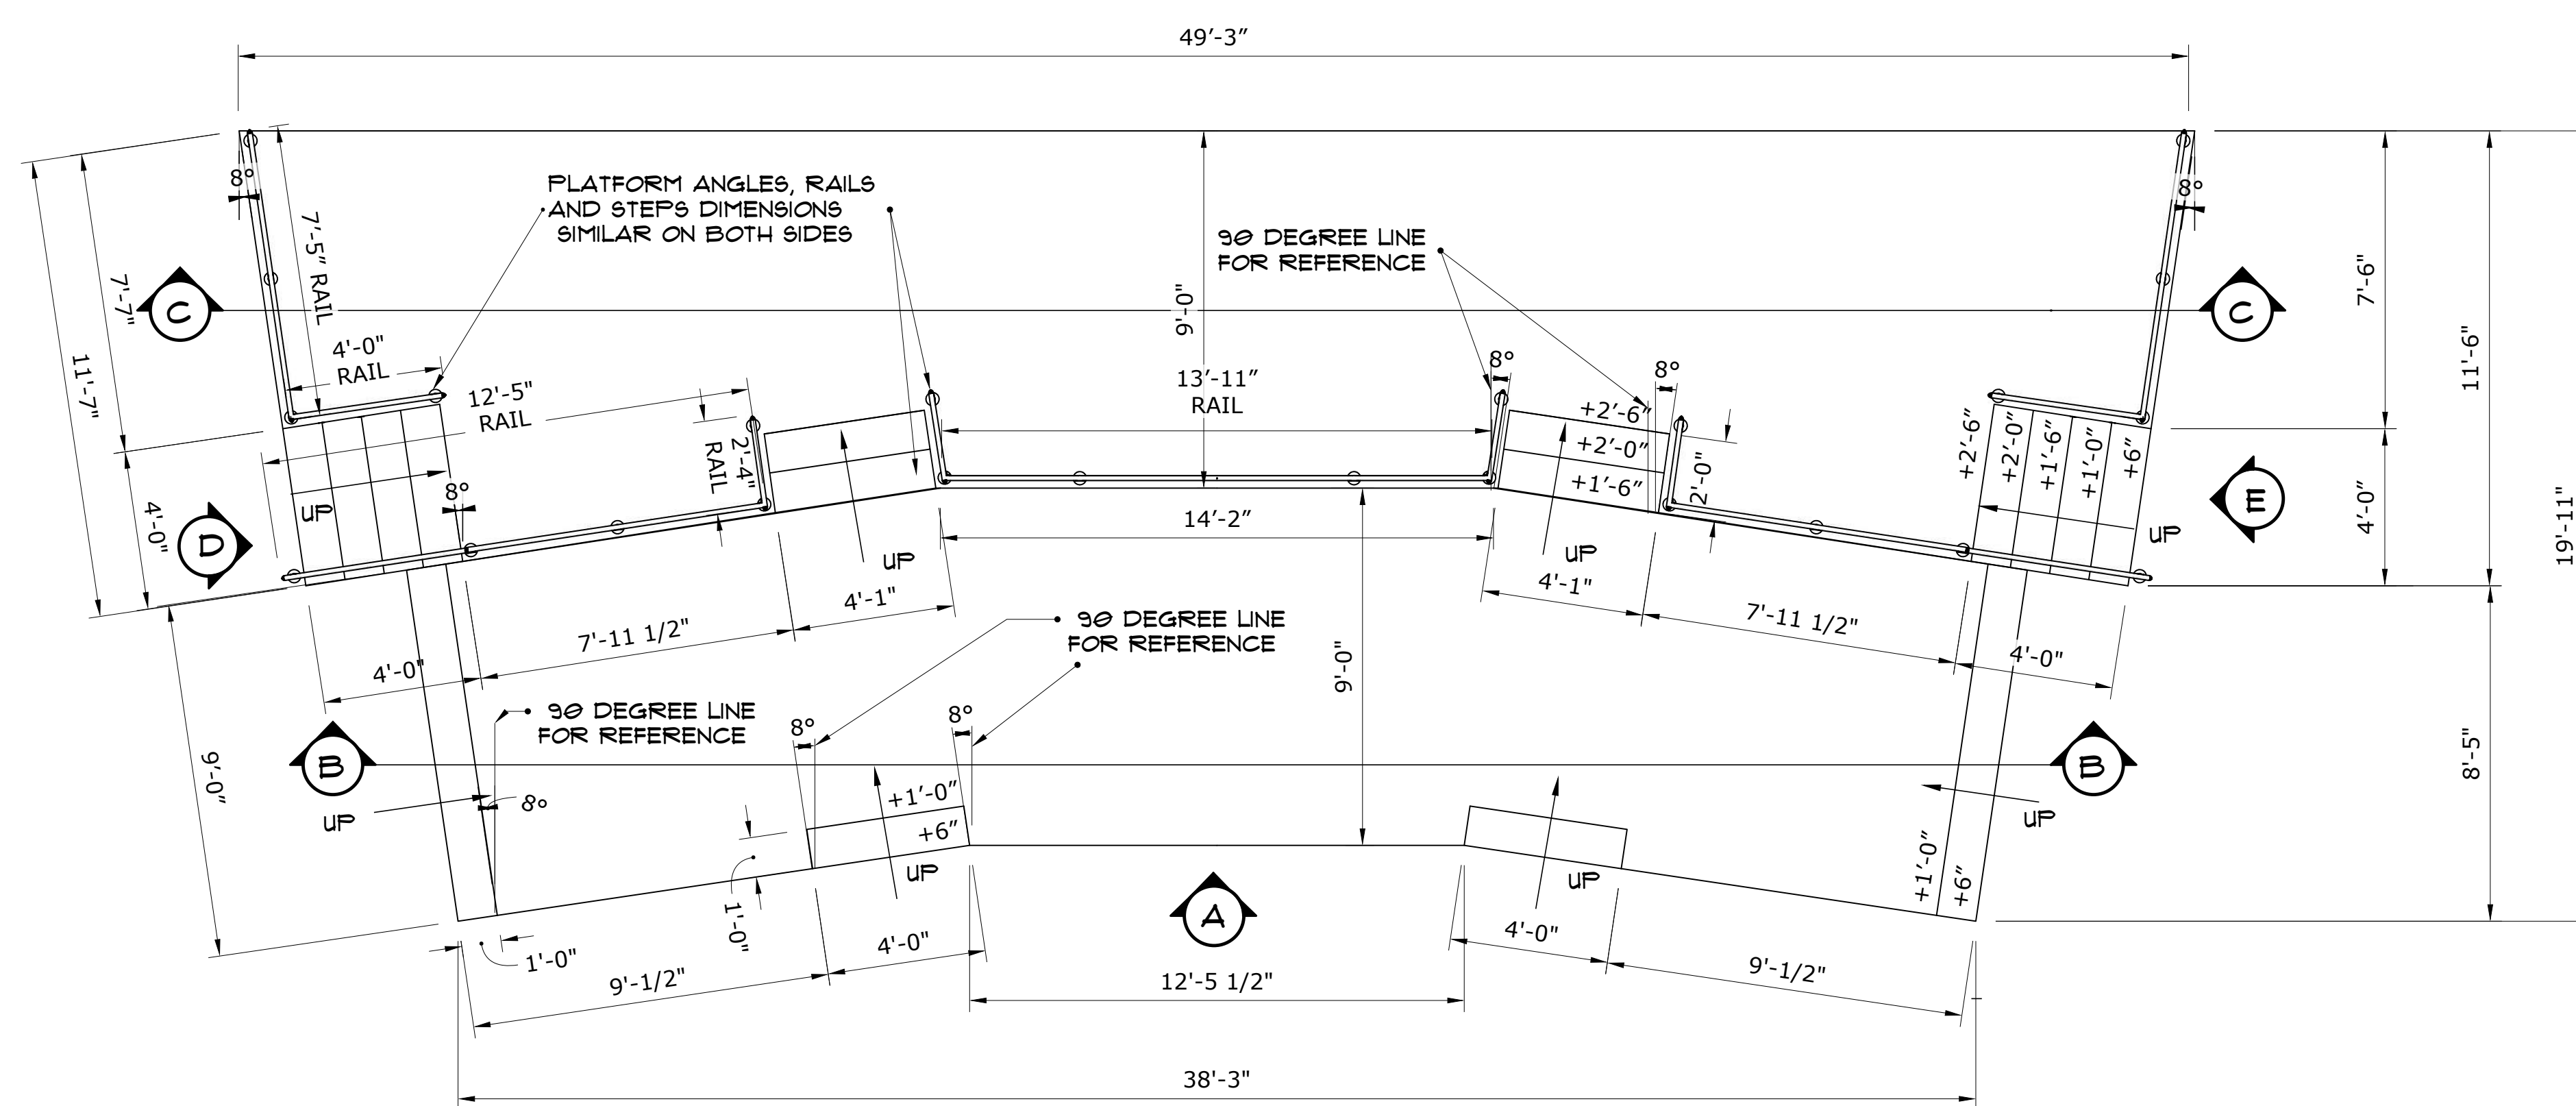 49’-3”
8°
8°
PLATFORM ANGLES, RAILS
AND STEPS DIMENSIONS
SIMILAR ON BOTH SIDES
90 DEGREE LINE
FOR REFERENCE
7’-5” RAIL
7'-7"
11'-7"
C
C
9'-0"
7'-6"
11'-6"
19'-11"
4'-0"
RAIL
12'-5"
RAIL
13’-11”
RAIL
8°
8°
2'-4"
RAIL
+2’-6”
+2’-0”
+1’-6”
2'-0"
+2’-6”
+2’-0”
+1’-6”
+1’-0”
+6”
8°
UP
D
4'-0"
E
4’-0”
14’-2”
UP
UP
UP
4'-1"
4'-1"
7'-11 1/2"
7'-11 1/2"
4'-0"
4'-0"
90 DEGREE LINE
FOR REFERENCE
9'-0"
90 DEGREE LINE
FOR REFERENCE
8°
8°
9’-0”
B
B
8'-5"
UP
8°
+1’-0”
+6”
UP
UP
UP
+1’-0”
+6”
1'-0"
A
1'-0"
9'-1/2"
4'-0"
12'-5 1/2"
4'-0"
9'-1/2"
38'-3"